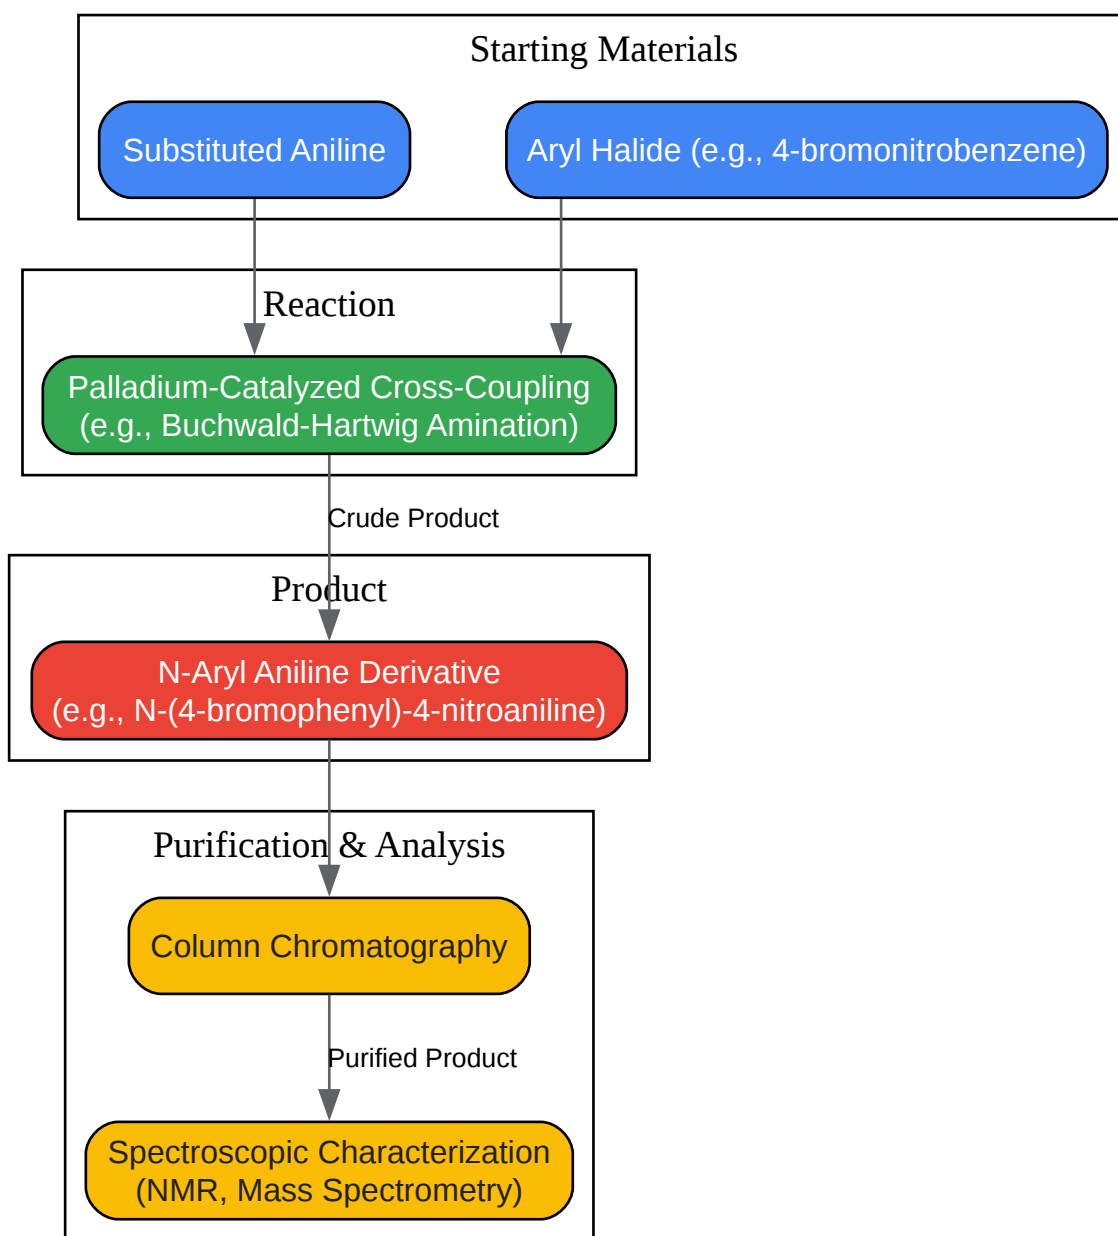 Starting Materials
Substituted Aniline
Aryl Halide (e.g., 4-bromonitrobenzene)
Reaction
Palladium-Catalyzed Cross-Coupling
(e.g., Buchwald-Hartwig Amination)
Crude Product
Product
N-Aryl Aniline Derivative
(e.g., N-(4-bromophenyl)-4-nitroaniline)
Purification & Analysis
Column Chromatography
Purified Product
Spectroscopic Characterization
(NMR, Mass Spectrometry)